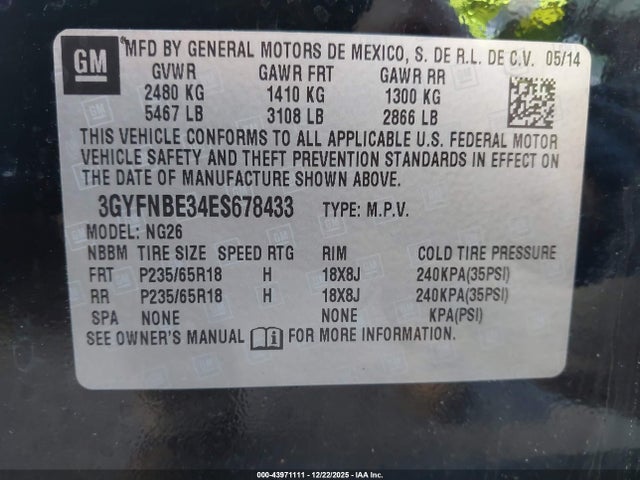 GM
MFD BY GENERAL MOTORS DE MEXICO, S. DE R.L. DE C.V. 05/14
GVWR GAWR FRT GAWR RR
2480 KG 1410 KG 1300 KG
5467 LB 3108 LB 2866 LB
THIS VEHICLE CONFORMS TO ALL APPLICABLE U.S. FEDERAL MOTOR
VEHICLE SAFETY AND THEFT PREVENTION STANDARDS IN EFFECT ON
THE DATE OF MANUFACTURE SHOWN ABOVE.
3GYFNBE34ES678433 TYPE: M.P.V.
MODEL: NG26
NBBM TIRE SIZE SPEED RTG RIM COLD TIRE PRESSURE
FRT P235/65R18 H 18X8J 240KPA(35PSI)
RR P235/65R18 H 18X8J 240KPA(35PSI)
SPA NONE NONE KPA(PSI)
SEE OWNER'S MANUAL FOR MORE INFORMATION.
000-43971111 - 12/22/2025 - IAA, Inc.